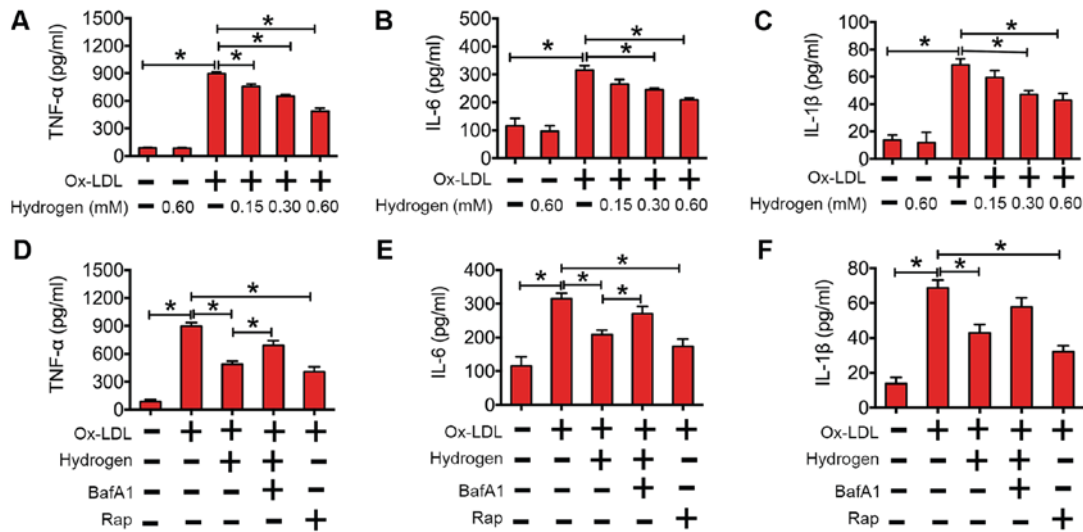 A
TNF-α (pg/ml)
1500
1200
900
600
300
0
* * * *
Ox-LDL − − + + + +
Hydrogen (mM) − 0.60 − 0.15 0.30 0.60
B
IL-6 (pg/ml)
500
400
300
200
100
0
* * *
Ox-LDL − − + + + +
Hydrogen (mM) − 0.60 − 0.15 0.30 0.60
C
IL-1β (pg/ml)
100
80
60
40
20
0
* * *
Ox-LDL − − + + + +
Hydrogen (mM) − 0.60 − 0.15 0.30 0.60
D
TNF-α (pg/ml)
1500
1200
900
600
300
0
* * * *
Ox-LDL − + + + +
Hydrogen − − + + −
BafA1 − − − + −
Rap − − − − +
E
IL-6 (pg/ml)
400
300
200
100
0
* * * *
Ox-LDL − + + + +
Hydrogen − − + + −
BafA1 − − − + −
Rap − − − − +
F
IL-1β (pg/ml)
80
60
40
20
0
* * *
Ox-LDL − + + + +
Hydrogen − − + + −
BafA1 − − − + −
Rap − − − − +